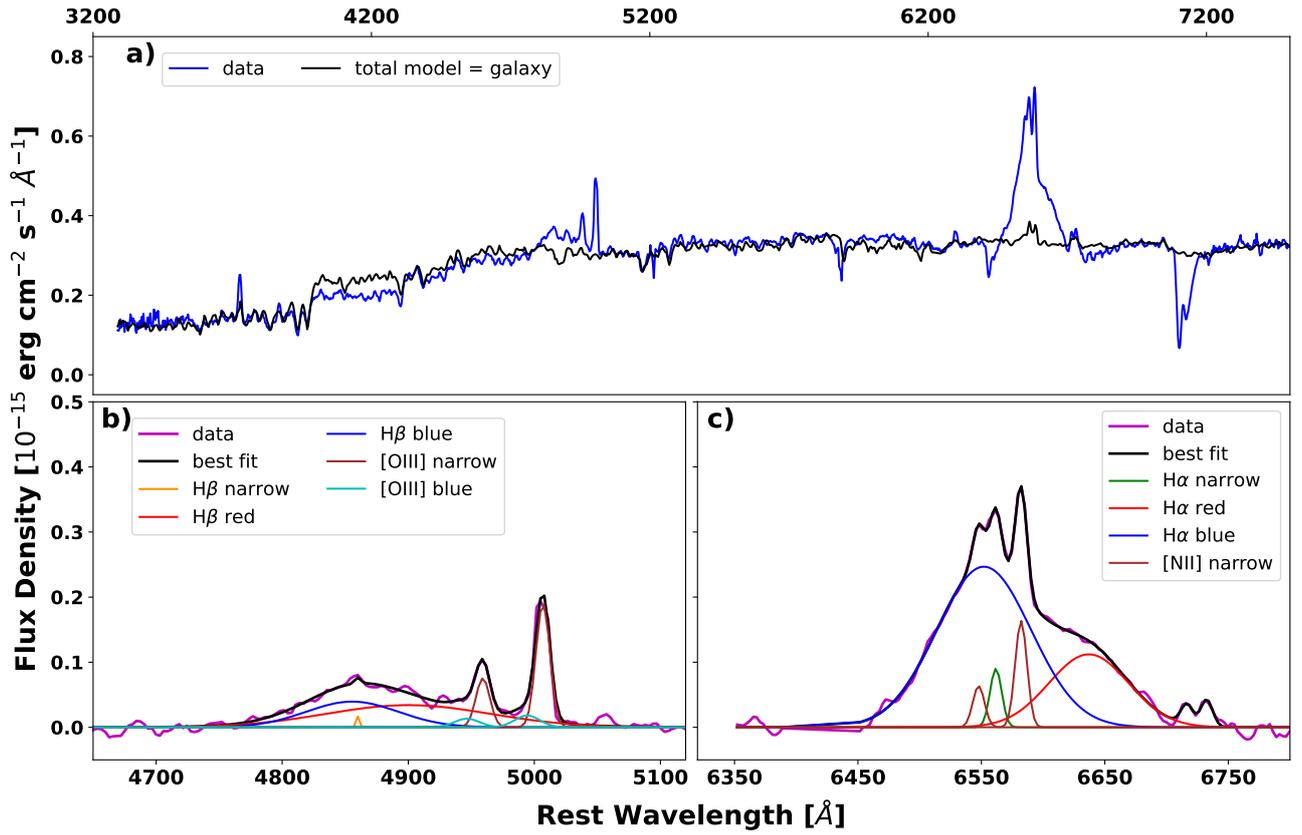 3200 4200 5200 6200 7200
a)
data total model = galaxy
0.8
0.6
0.4
0.2
0.0
Flux Density [10⁻¹⁵ erg cm⁻² s⁻¹ Å⁻¹]
b)
data
best fit
Hβ narrow
Hβ red
Hβ blue
[OIII] narrow
[OIII] blue
0.5
0.4
0.3
0.2
0.1
0.0
4700 4800 4900 5000 5100
c)
data
best fit
Hα narrow
Hα red
Hα blue
[NII] narrow
6350 6450 6550 6650 6750
Rest Wavelength [Å]